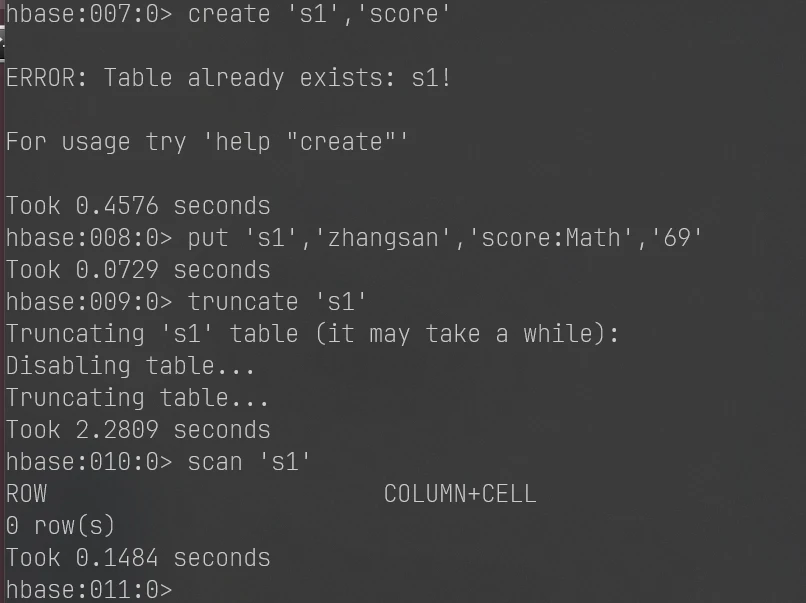 hbase:007:0> create 's1','score'
ERROR: Table already exists: s1!
For usage try 'help "create"'
Took 0.4576 seconds
hbase:008:0> put 's1','zhangsan','score:Math','69'
Took 0.0729 seconds
hbase:009:0> truncate 's1'
Truncating 's1' table (it may take a while):
Disabling table...
Truncating table...
Took 2.2809 seconds
hbase:010:0> scan 's1'
ROW                        COLUMN+CELL
0 row(s)
Took 0.1484 seconds
hbase:011:0>